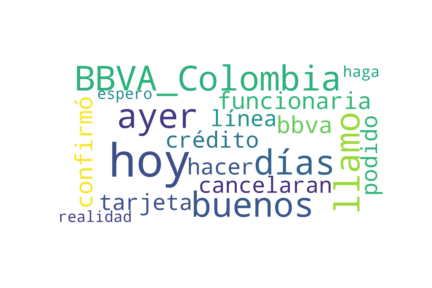 BBVA_Colombia
haga
espero
funcionaria
ayer
línea
bbva
confirmó
crédito
llamo
podido
hoy
hacer
días
cancelaran
tarjeta
buenos
realidad